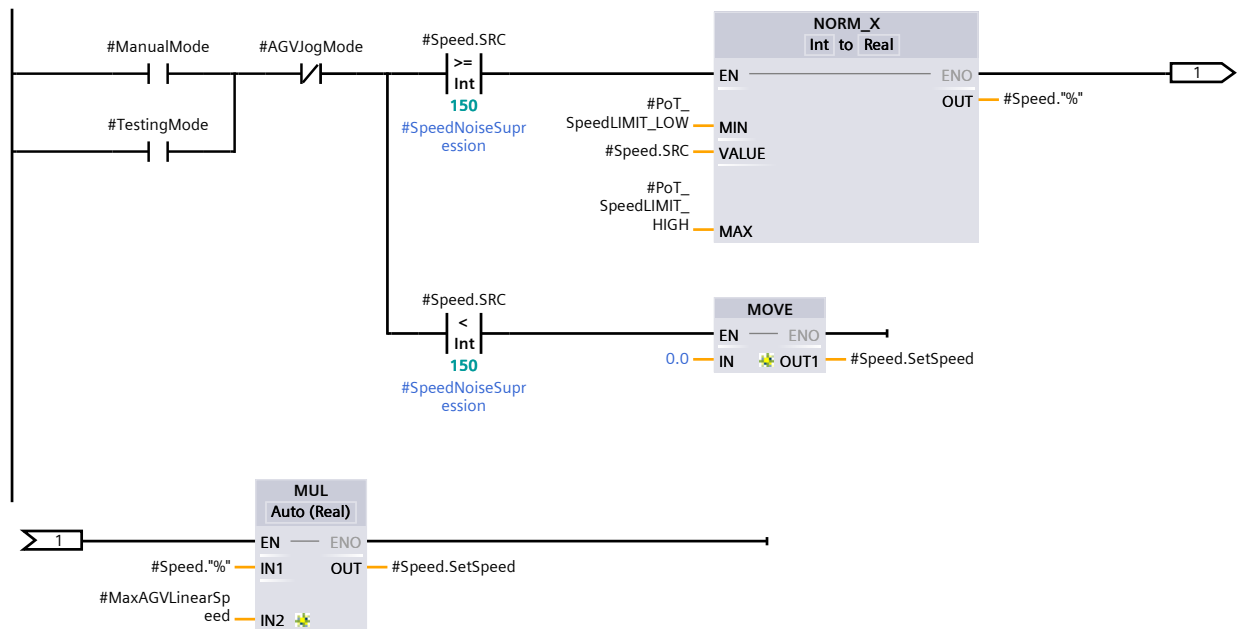 NORM_X
Int to Real
#ManualMode
#AGVJogMode
#Speed.SRC
>=
Int
150
#SpeedNoiseSupr
ession
EN
ENO
1
OUT
#Speed."%"
#PoT_
SpeedLIMIT_LOW
MIN
#TestingMode
#Speed.SRC
VALUE
#PoT_
SpeedLIMIT_
HIGH
MAX
#Speed.SRC
<
Int
150
#SpeedNoiseSupr
ession
MOVE
EN
ENO
0.0
IN
OUT1
#Speed.SetSpeed
MUL
Auto (Real)
1
EN
ENO
#Speed."%"
IN1
OUT
#Speed.SetSpeed
#MaxAGVLinearSp
eed
IN2